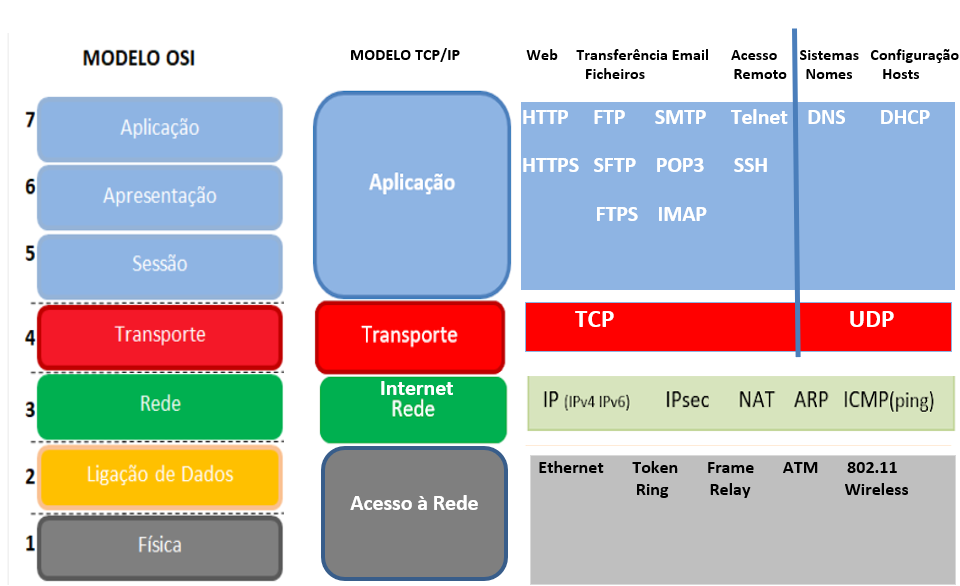 MODELO OSI
7
Aplicação
6
Apresentação
5
Sessão
4
Transporte
3
Rede
2
Ligação de Dados
1
Física
MODELO TCP/IP
Aplicação
Transporte
Internet
Rede
Acesso à Rede
Web
Transferência
Ficheiros
Email
Acesso
Remoto
Sistemas
Nomes
Configuração
Hosts
HTTP FTP SMTP Telnet DNS DHCP
HTTPS SFTP POP3 SSH
FTPS IMAP
TCP UDP
IP (IPv4 IPv6) IPsec NAT ARP ICMP(ping)
Ethernet
Token
Ring
Frame
Relay
ATM
802.11
Wireless